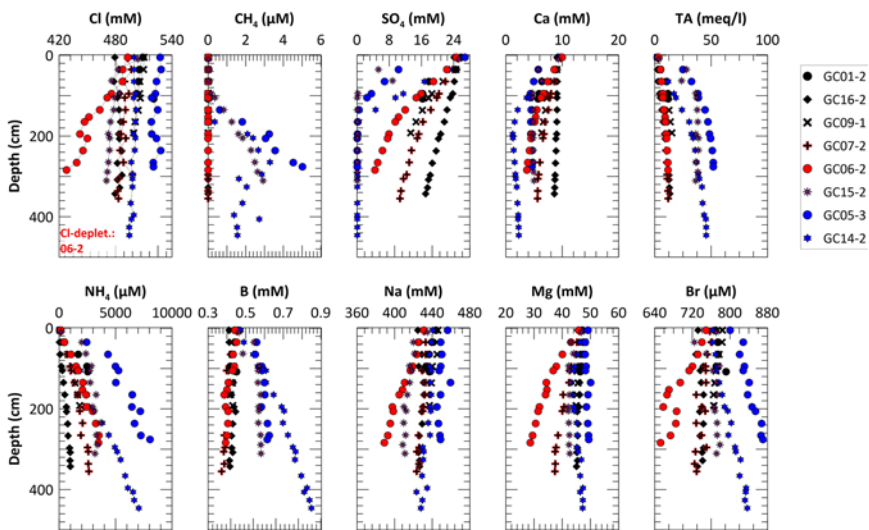 Cl (mM) CH₄ (µM) SO₄ (mM) Ca (mM) TA (meq/l)
420 480 540 0 2 4 6 0 8 16 24 0 10 20 0 50 100
0
200
400
Depth (cm)
Cl-deplet.:
06-2
GC01-2
GC16-2
GC09-1
GC07-2
GC06-2
GC15-2
GC05-3
GC14-2
NH₄ (µM) B (mM) Na (mM) Mg (mM) Br (µM)
0 5000 10000 0.3 0.5 0.7 0.9 360 400 440 480 20 30 40 50 60 640 720 800 880
0
200
400
Depth (cm)